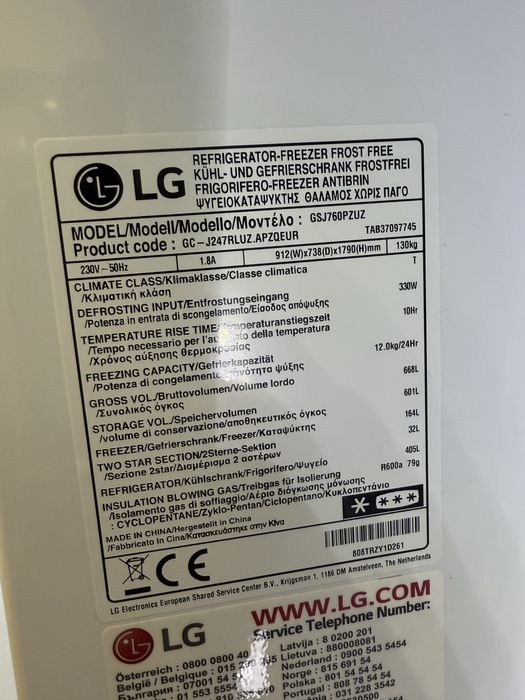 LG
REFRIGERATOR-FREEZER FROST FREE
KÜHL- UND GEFRIERSCHRANK FROSTFREI
FRIGORIFERO-FREEZER ANTIBRIN
ΨΥΓΕΙΟΚΑΤΑΨΥΚΤΗΣ ΘΑΛΑΜΟΣ ΧΩΡΙΣ ΠΑΓΟ
MODEL/Modell/Modello/Μοντέλο : GSJ760PZUZ
Product code : GC-J247RLUZ.APZQEUR TAB37097745
230V ~ 50Hz 1.8A 912(W)x738(D)x1790(H)mm 130kg
CLIMATE CLASS/Klimaklasse/Classe climatica T
/Κλιματική κλάση
DEFROSTING INPUT/Entfrostungseingang 330W
/Potenza in entrata di scongelamento/Είσοδος απόψυξης
TEMPERATURE RISE TIME/Temperaturanstiegszeit 10Hr
/Tempo necessario per l'aumento della temperatura
/Χρόνος αύξησης θερμοκρασίας
FREEZING CAPACITY/Gefrierkapazität 12.0kg/24Hr
/Potenza di congelamento/Ικανότητα ψύξης
GROSS VOL./Bruttovolumen/Volume lordo 668L
/Συνολικός όγκος
STORAGE VOL./Speichervolumen 601L
/volume di conservazione/αποθηκευτικός όγκος
FREEZER/Gefrierschrank/Freezer/Καταψύκτης 164L
TWO STAR SECTION/2Sterne-Sektion 32L
/Sezione 2star/Διαμέρισμα 2 αστέρων
REFRIGERATOR/Kühlschrank/Frigorifero/Ψυγείο 405L
INSULATION BLOWING GAS/Treibgas für Isolierung R600a 79g
/Isolamento gas di soffiaggio/Αέριο διόγκωσης μόνωσης
: CYCLOPENTANE/Zyklo-Pentan/Ciclopentano/Κυκλοπεντάνιο
MADE IN CHINA/Hergestellt in China
/Fabbricato In Cina/Κατασκευάστηκε στην Κίνα
CE
808TRZY1D261
LG Electronics European Shared Service Center B.V., Krijgsman 1, 1186 DM Amstelveen, The Netherlands
LG
WWW.LG.COM
Service Telephone Number:
Österreich : 0800 0800 40
België / Belgique : 015
Latvija : 8 0200 201
Lietuva : 880008081
Nederland : 0900 543 5454
Norge : 815 691 54
Polska : 801 54 54 54
Portugal : 808 78 54 54